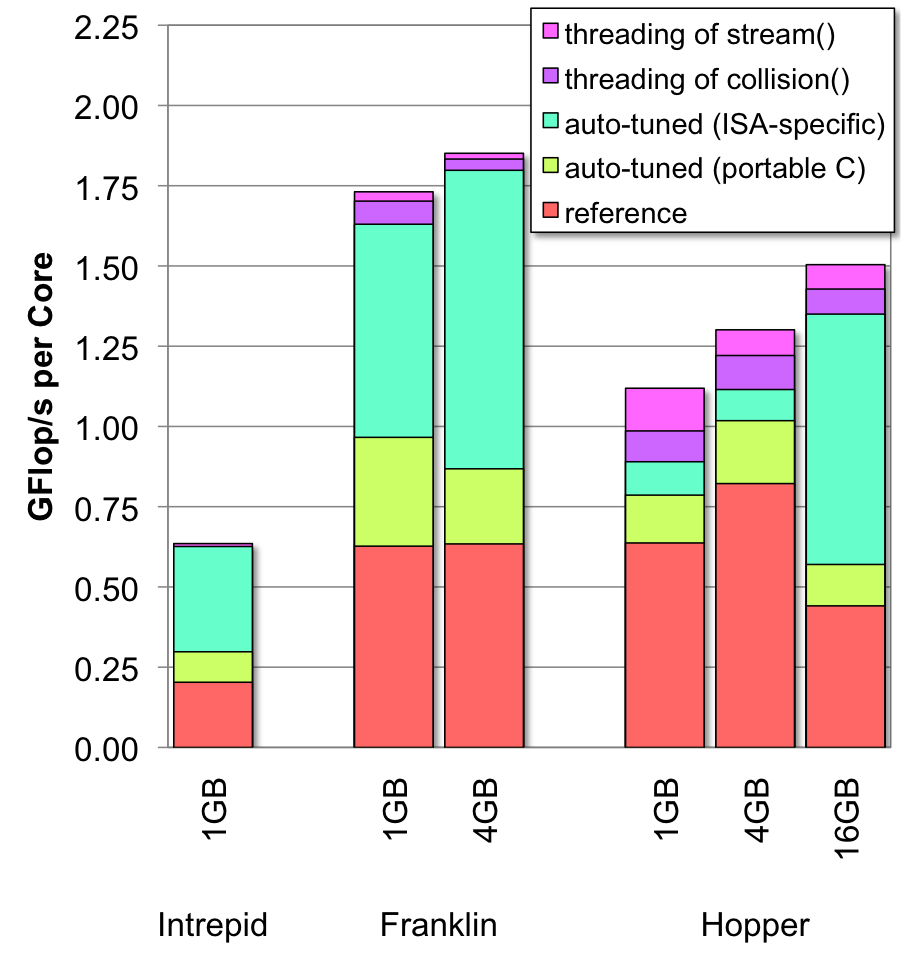 2.25
2.00
1.75
1.50
1.25
1.00
0.75
0.50
0.25
0.00
GFlop/s per Core
threading of stream()
threading of collision()
auto-tuned (ISA-specific)
auto-tuned (portable C)
reference
1GB
1GB
4GB
1GB
4GB
16GB
Intrepid
Franklin
Hopper